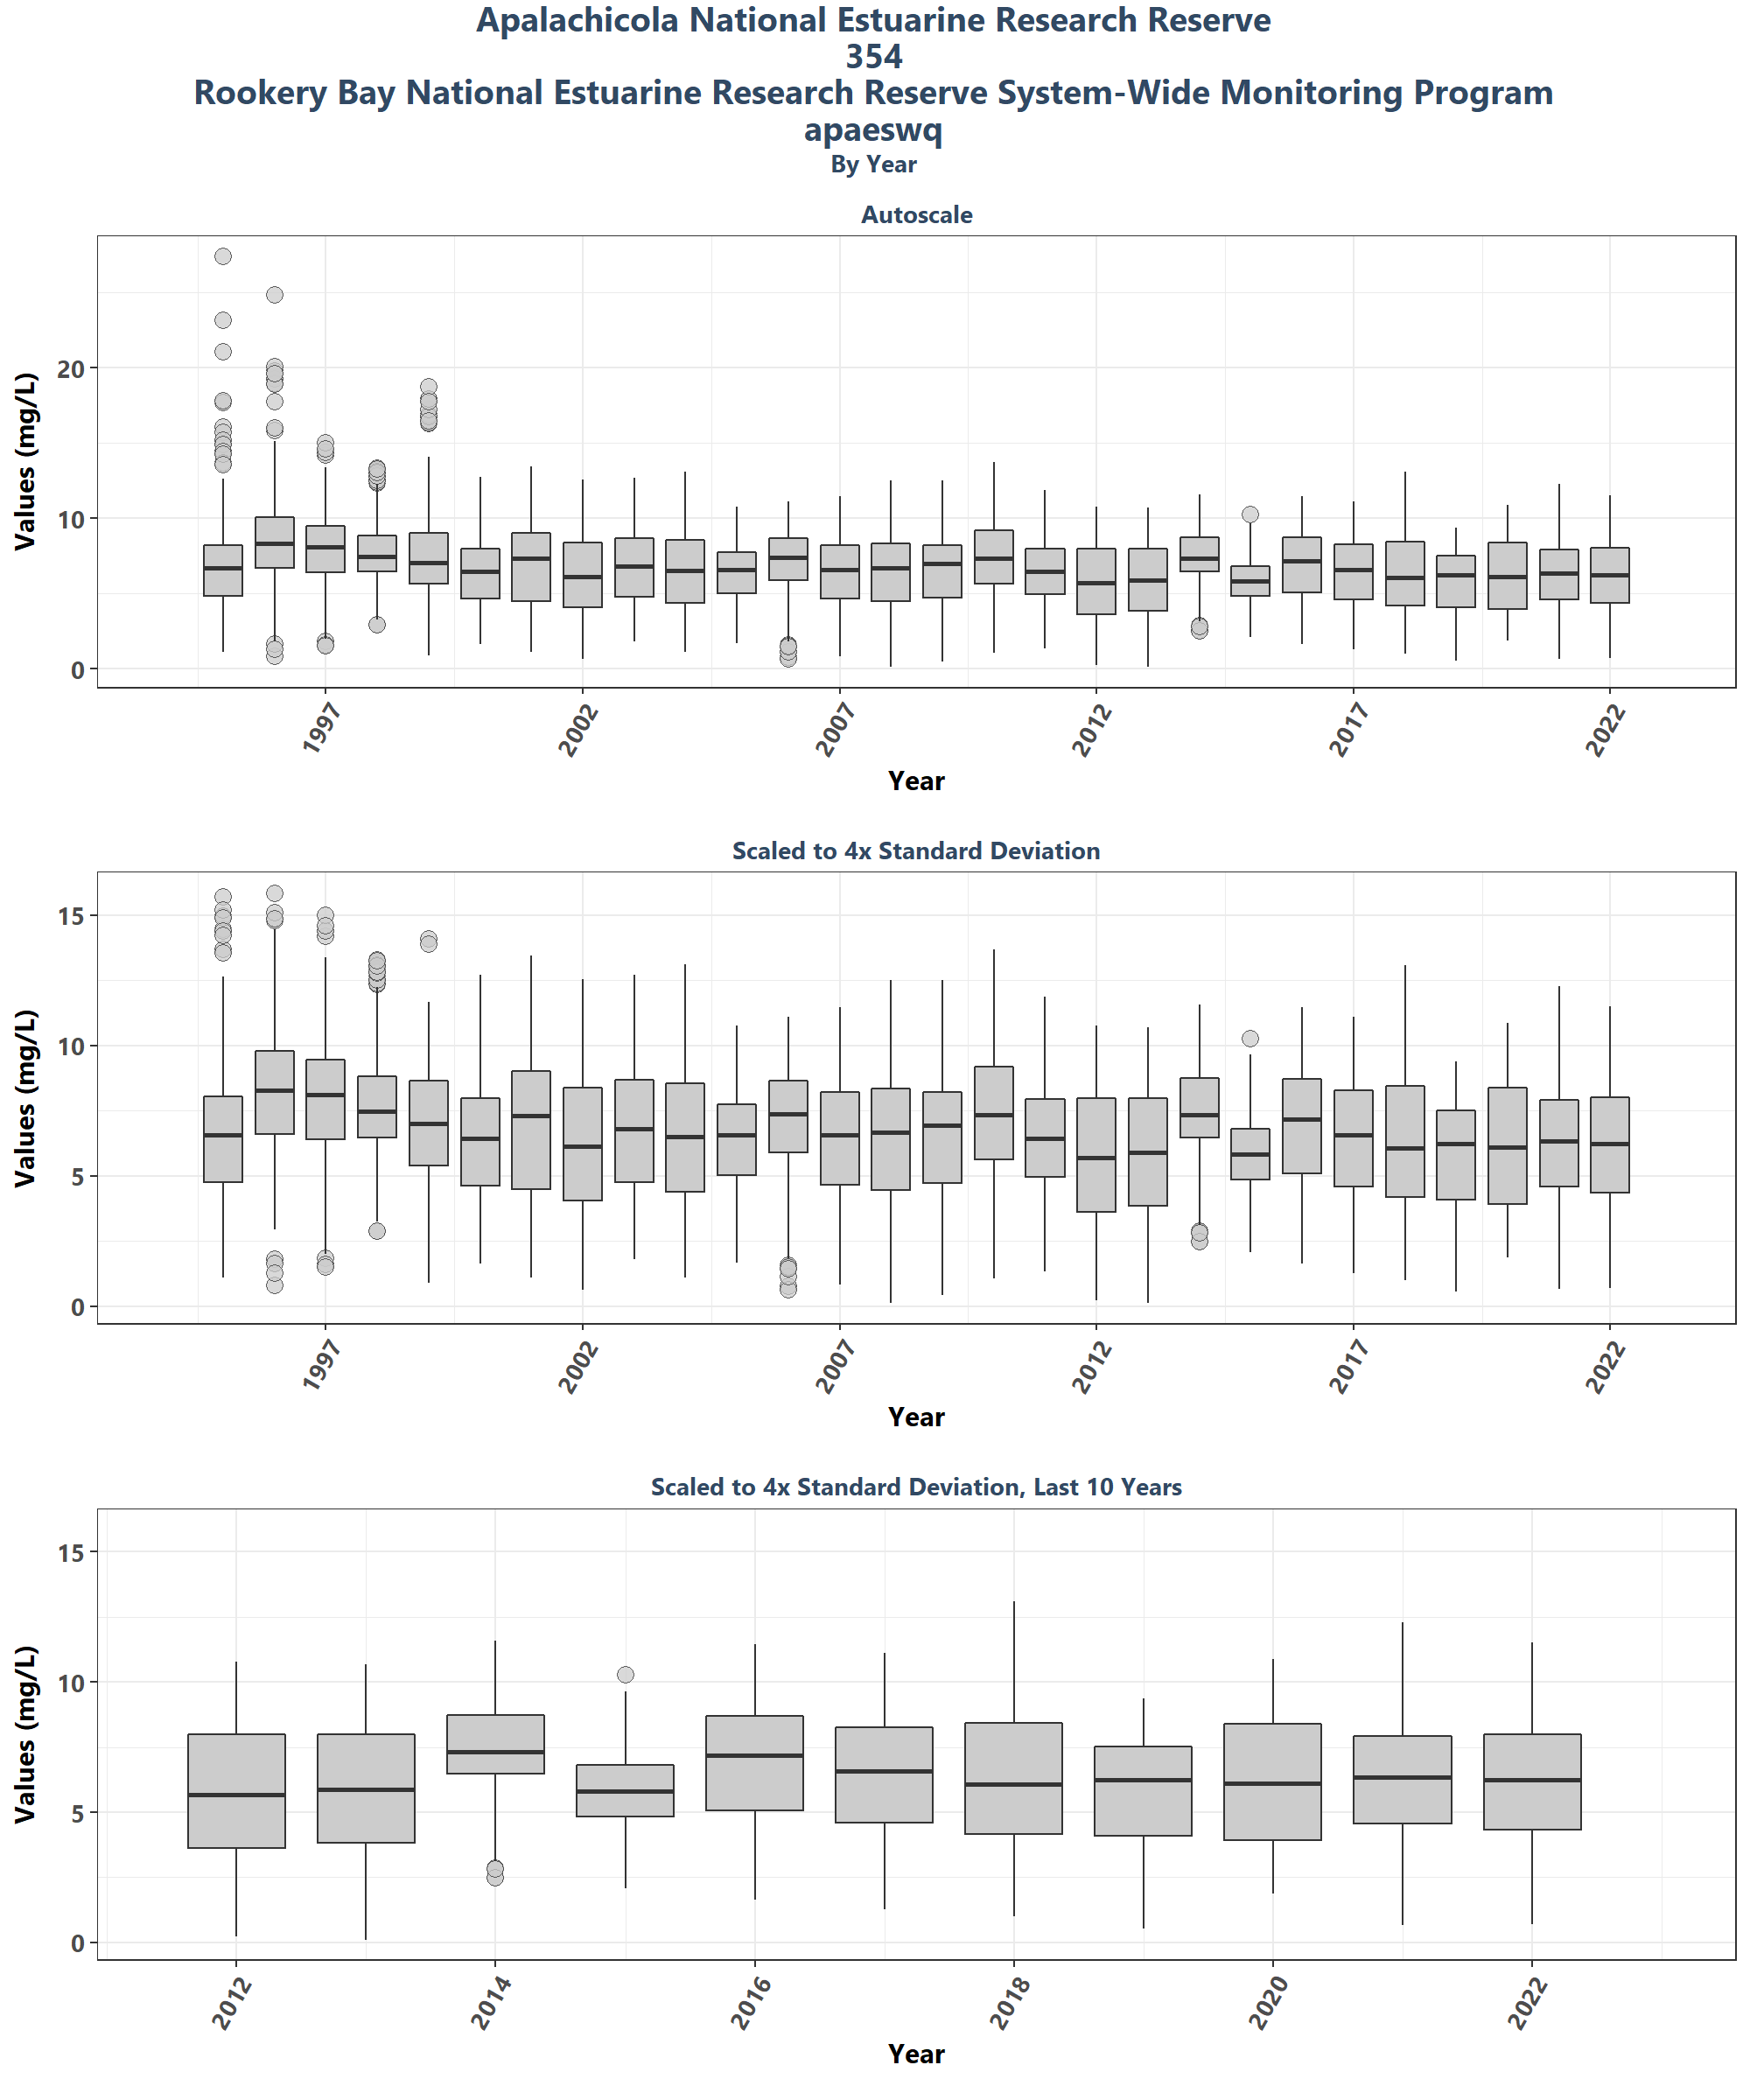 Apalachicola National Estuarine Research Reserve
354
Rookery Bay National Estuarine Research Reserve System-Wide Monitoring Program
apaeswq
By Year
Autoscale
Values (mg/L)
20
10
0
1997
2002
2007
2012
2017
2022
Year
Scaled to 4x Standard Deviation
Values (mg/L)
15
10
5
0
1997
2002
2007
2012
2017
2022
Year
Scaled to 4x Standard Deviation, Last 10 Years
Values (mg/L)
15
10
5
0
2012
2014
2016
2018
2020
2022
Year